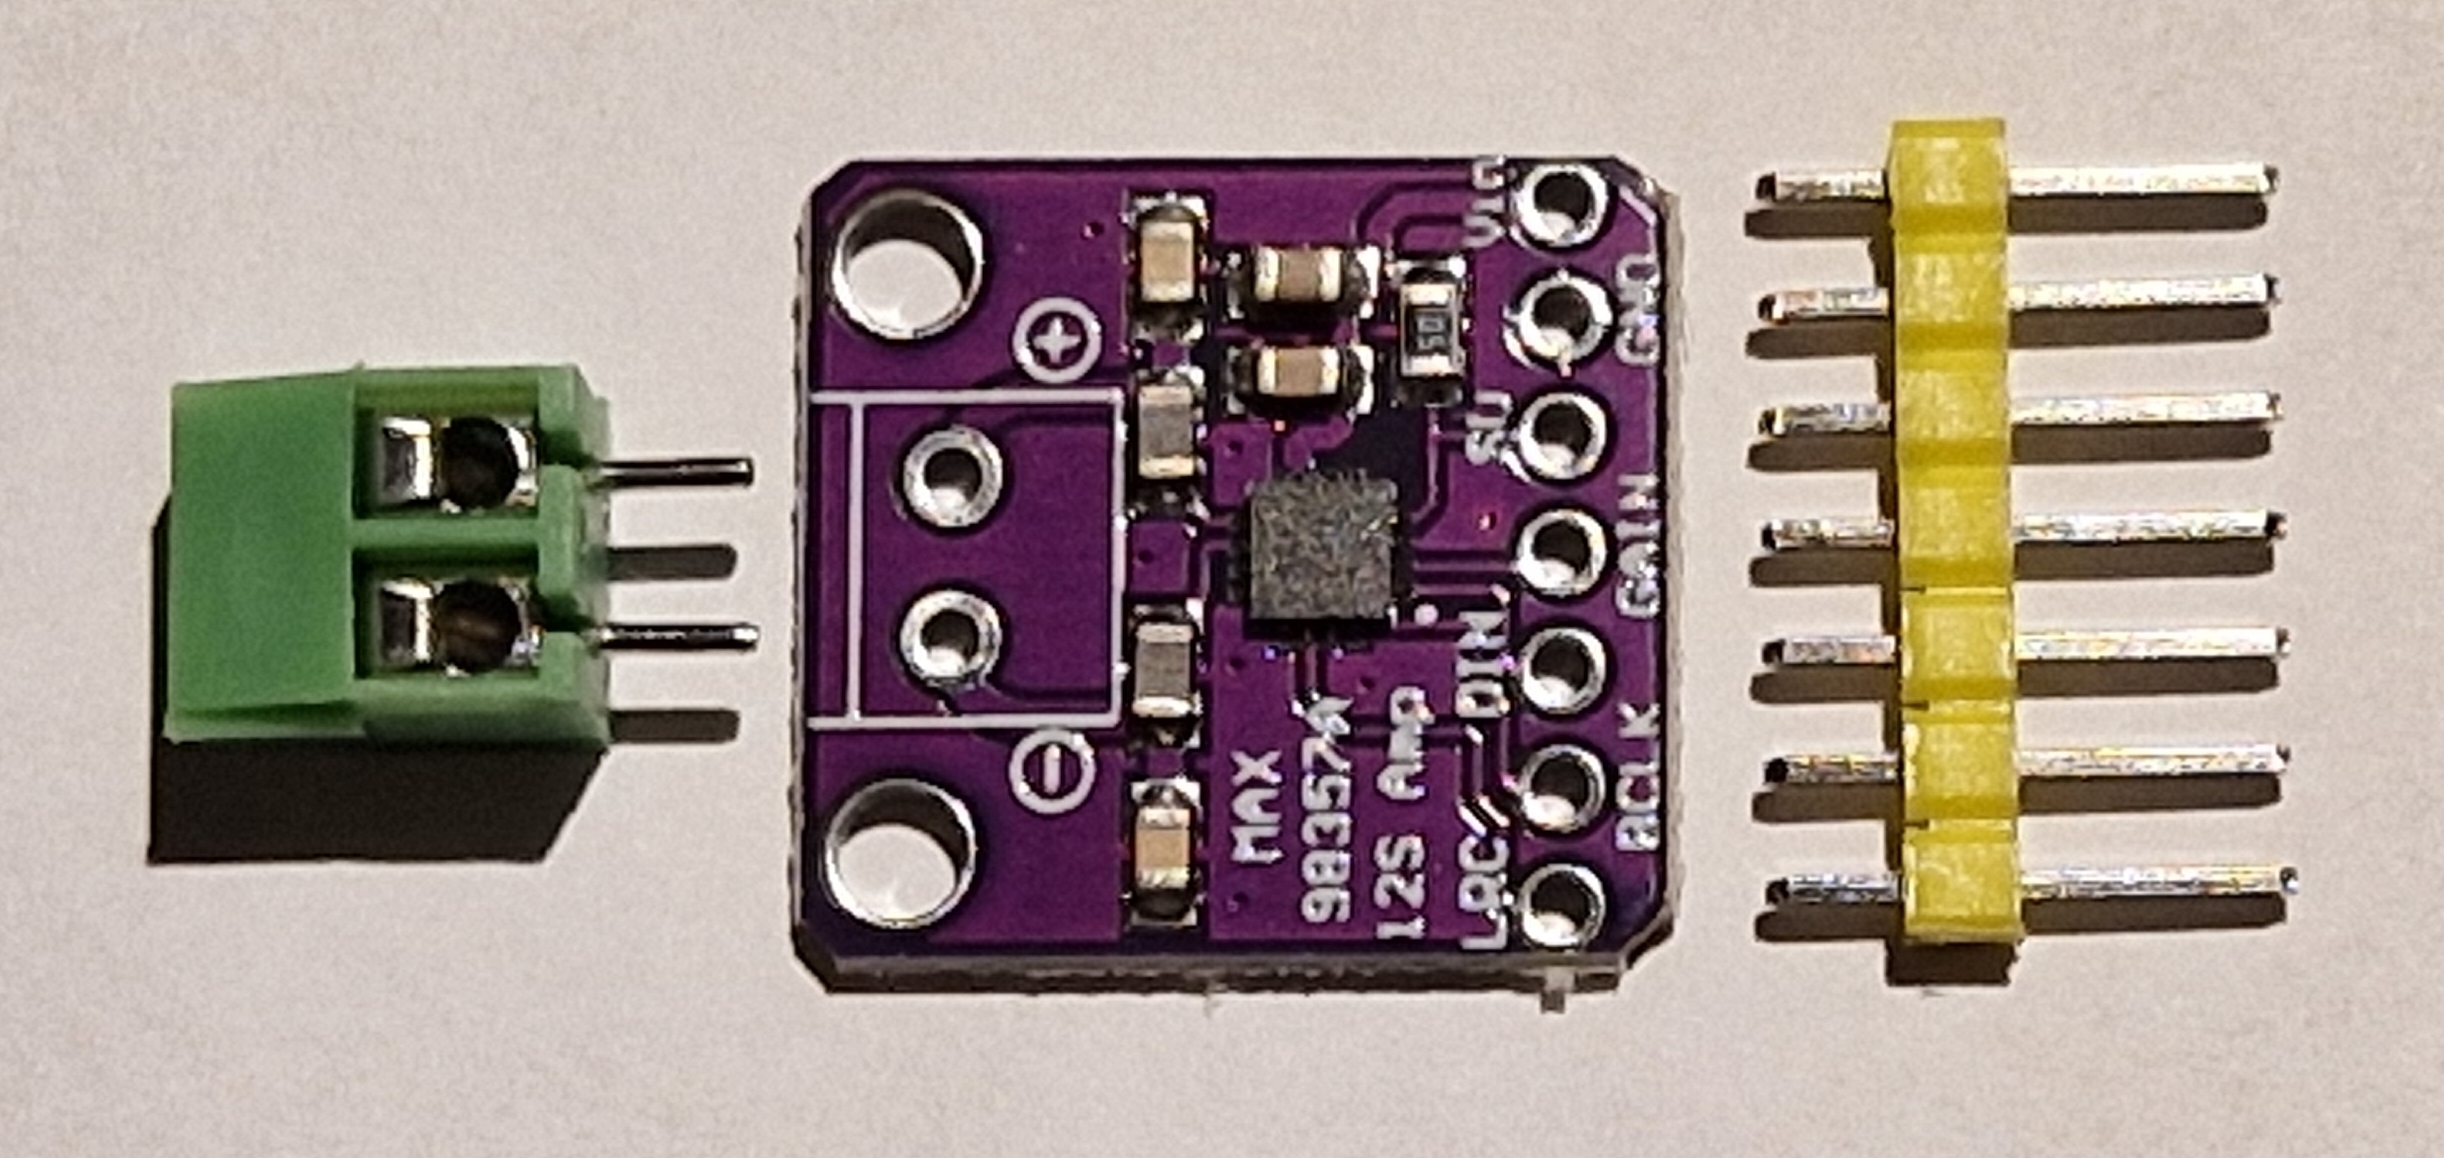 VIN
GND
SD
GAIN
DIN
BCLK
LRC
MAX
98357A
I2S Amp
+
-